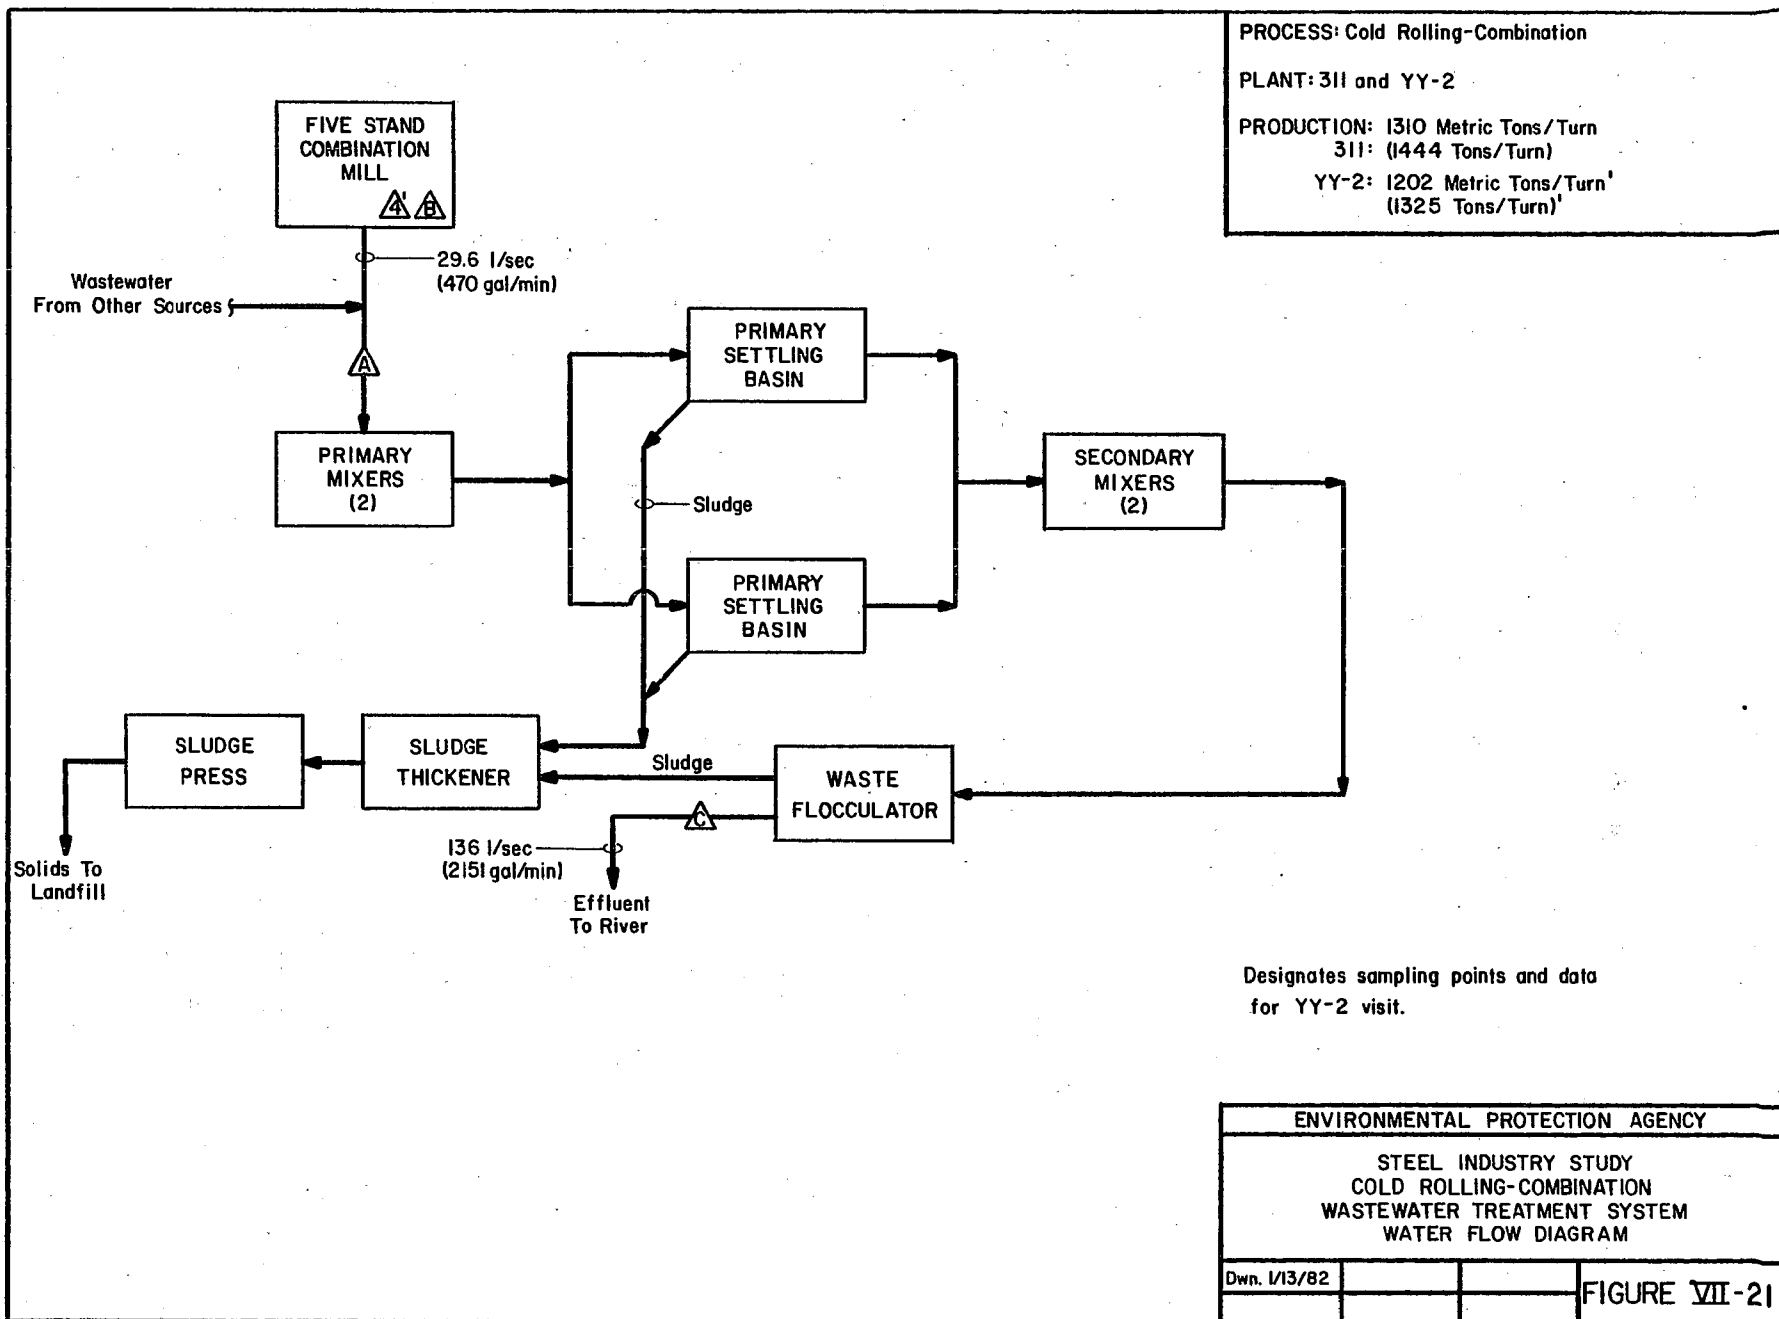 PROCESS: Cold Rolling-Combination
PLANT: 311 and YY-2
PRODUCTION: 1310 Metric Tons/Turn
311: (1444 Tons/Turn)
YY-2: 1202 Metric Tons/Turn'
(1325 Tons/Turn)'
FIVE STAND
COMBINATION
MILL
4' B
29.6 l/sec
(470 gal/min)
Wastewater
From Other Sources
A
PRIMARY
MIXERS
(2)
PRIMARY
SETTLING
BASIN
Sludge
PRIMARY
SETTLING
BASIN
SECONDARY
MIXERS
(2)
SLUDGE
PRESS
SLUDGE
THICKENER
Sludge
WASTE
FLOCCULATOR
C
136 l/sec
(2151 gal/min)
Solids To
Landfill
Effluent
To River
Designates sampling points and data
for YY-2 visit.
ENVIRONMENTAL PROTECTION AGENCY
STEEL INDUSTRY STUDY
COLD ROLLING-COMBINATION
WASTEWATER TREATMENT SYSTEM
WATER FLOW DIAGRAM
Dwn. 1/13/82
FIGURE VII-21